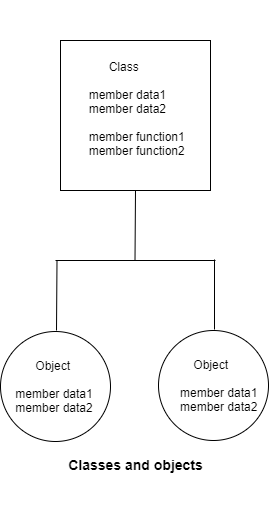 Class
member data1
member data2
member function1
member function2
Object
member data1
member data2
Object
member data1
member data2
Classes and objects